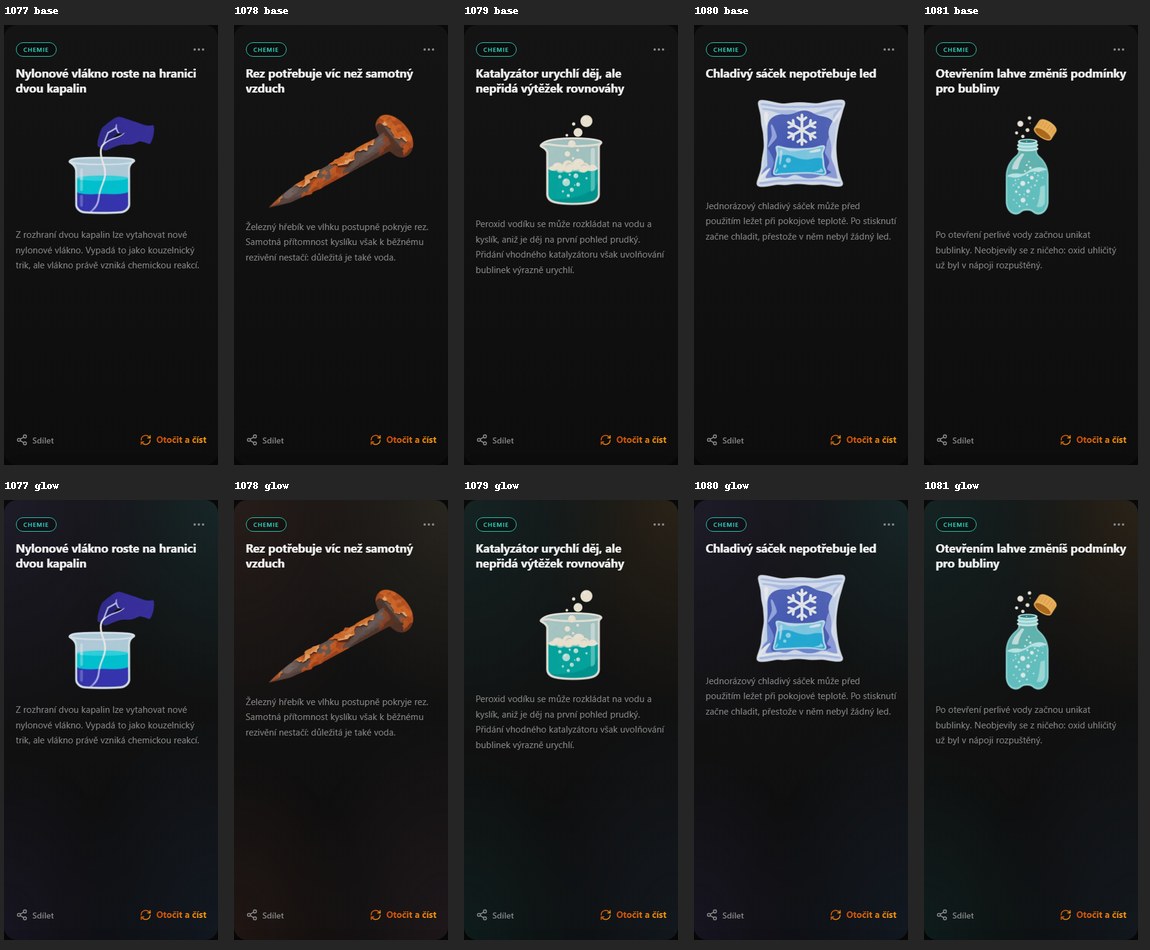 1077 base
CHEMIE
Nylonové vlákno roste na hranici
dvou kapalin
Z rozhraní dvou kapalin lze vytahovat nové
nylonové vlákno. Vypadá to jako kouzelnický
trik, ale vlákno právě vzniká chemickou reakcí.
Sdílet
Otočit a číst
1078 base
CHEMIE
Rez potřebuje víc než samotný
vzduch
Železný hřebík ve vlhku postupně pokryje rez.
Samotná přítomnost kyslíku však k běžnému
rezivění nestačí: důležitá je také voda.
Sdílet
Otočit a číst
1079 base
CHEMIE
Katalyzátor urychlí děj, ale
nepřidá výtěžek rovnováhy
Peroxid vodíku se může rozkládat na vodu a
kyslík, aniž je děj na první pohled prudký.
Přidání vhodného katalyzátoru však uvolňování
bublinek výrazně urychlí.
Sdílet
Otočit a číst
1080 base
CHEMIE
Chladivý sáček nepotřebuje led
Jednorázový chladivý sáček může před
použitím ležet při pokojové teplotě. Po stisknutí
začne chladit, přestože v něm nebyl žádný led.
Sdílet
Otočit a číst
1081 base
CHEMIE
Otevřením lahve změníš podmínky
pro bubliny
Po otevření perlivé vody začnou unikat
bublinky. Neobjevily se z ničeho: oxid uhličitý
už byl v nápoji rozpuštěný.
Sdílet
Otočit a číst
1077 glow
CHEMIE
Nylonové vlákno roste na hranici
dvou kapalin
Z rozhraní dvou kapalin lze vytahovat nové
nylonové vlákno. Vypadá to jako kouzelnický
trik, ale vlákno právě vzniká chemickou reakcí.
Sdílet
Otočit a číst
1078 glow
CHEMIE
Rez potřebuje víc než samotný
vzduch
Železný hřebík ve vlhku postupně pokryje rez.
Samotná přítomnost kyslíku však k běžnému
rezivění nestačí: důležitá je také voda.
Sdílet
Otočit a číst
1079 glow
CHEMIE
Katalyzátor urychlí děj, ale
nepřidá výtěžek rovnováhy
Peroxid vodíku se může rozkládat na vodu a
kyslík, aniž je děj na první pohled prudký.
Přidání vhodného katalyzátoru však uvolňování
bublinek výrazně urychlí.
Sdílet
Otočit a číst
1080 glow
CHEMIE
Chladivý sáček nepotřebuje led
Jednorázový chladivý sáček může před
použitím ležet při pokojové teplotě. Po stisknutí
začne chladit, přestože v něm nebyl žádný led.
Sdílet
Otočit a číst
1081 glow
CHEMIE
Otevřením lahve změníš podmínky
pro bubliny
Po otevření perlivé vody začnou unikat
bublinky. Neobjevily se z ničeho: oxid uhličitý
už byl v nápoji rozpuštěný.
Sdílet
Otočit a číst